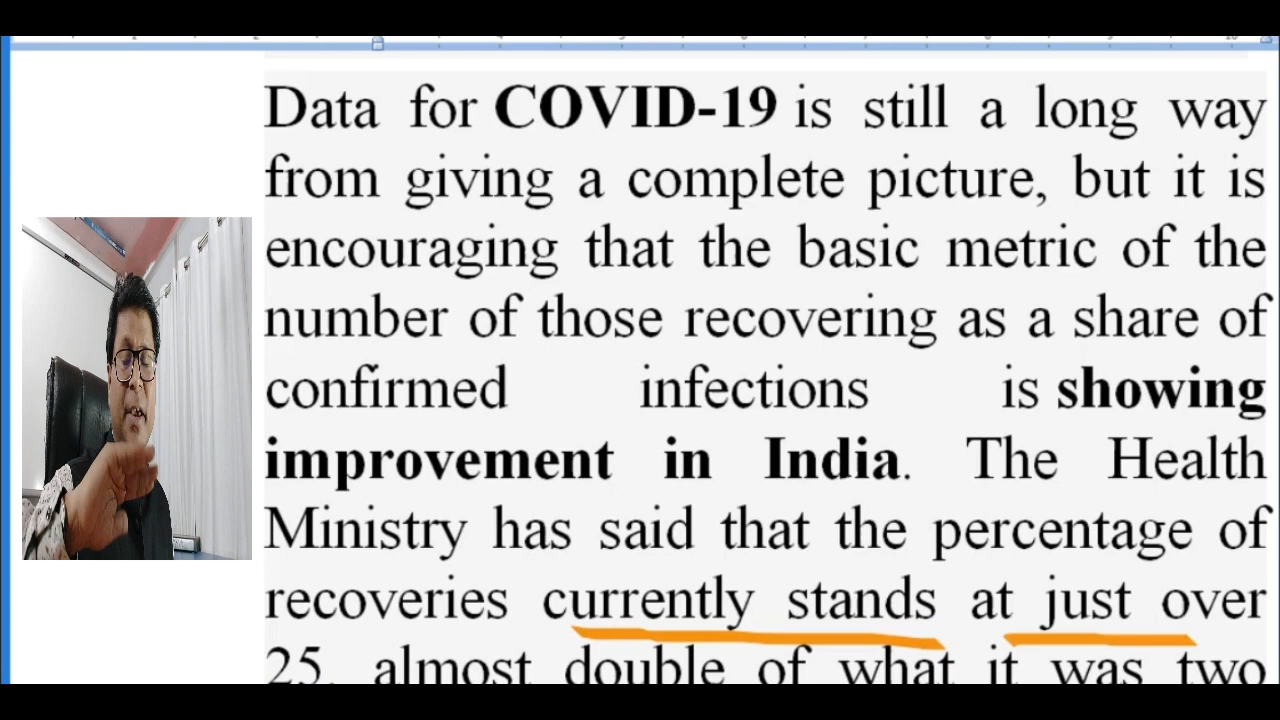 Data for COVID-19 is still a long way
from giving a complete picture, but it is
encouraging that the basic metric of the
number of those recovering as a share of
confirmed infections is showing
improvement in India. The Health
Ministry has said that the percentage of
recoveries currently stands at just over
25, almost double of what it was two